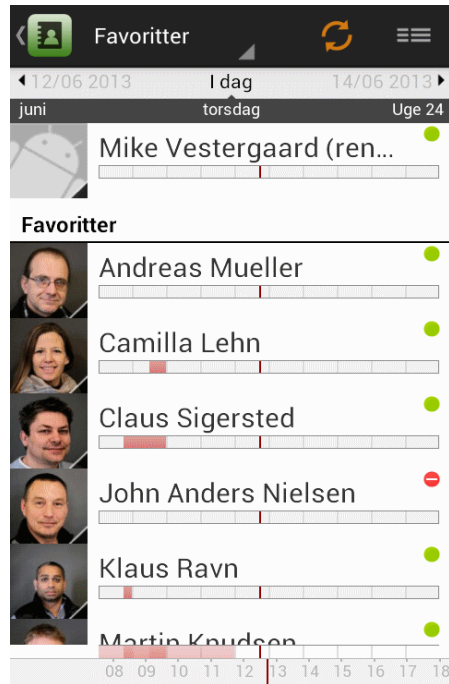 Favoritter
12/06 2013 I dag 14/06 2013
juni torsdag Uge 24
Mike Vestergaard (ren...
Favoritter
Andreas Mueller
Camilla Lehn
Claus Sigersted
John Anders Nielsen
Klaus Ravn
Martin Knudsen
08 09 10 11 12 13 14 15 16 17 18